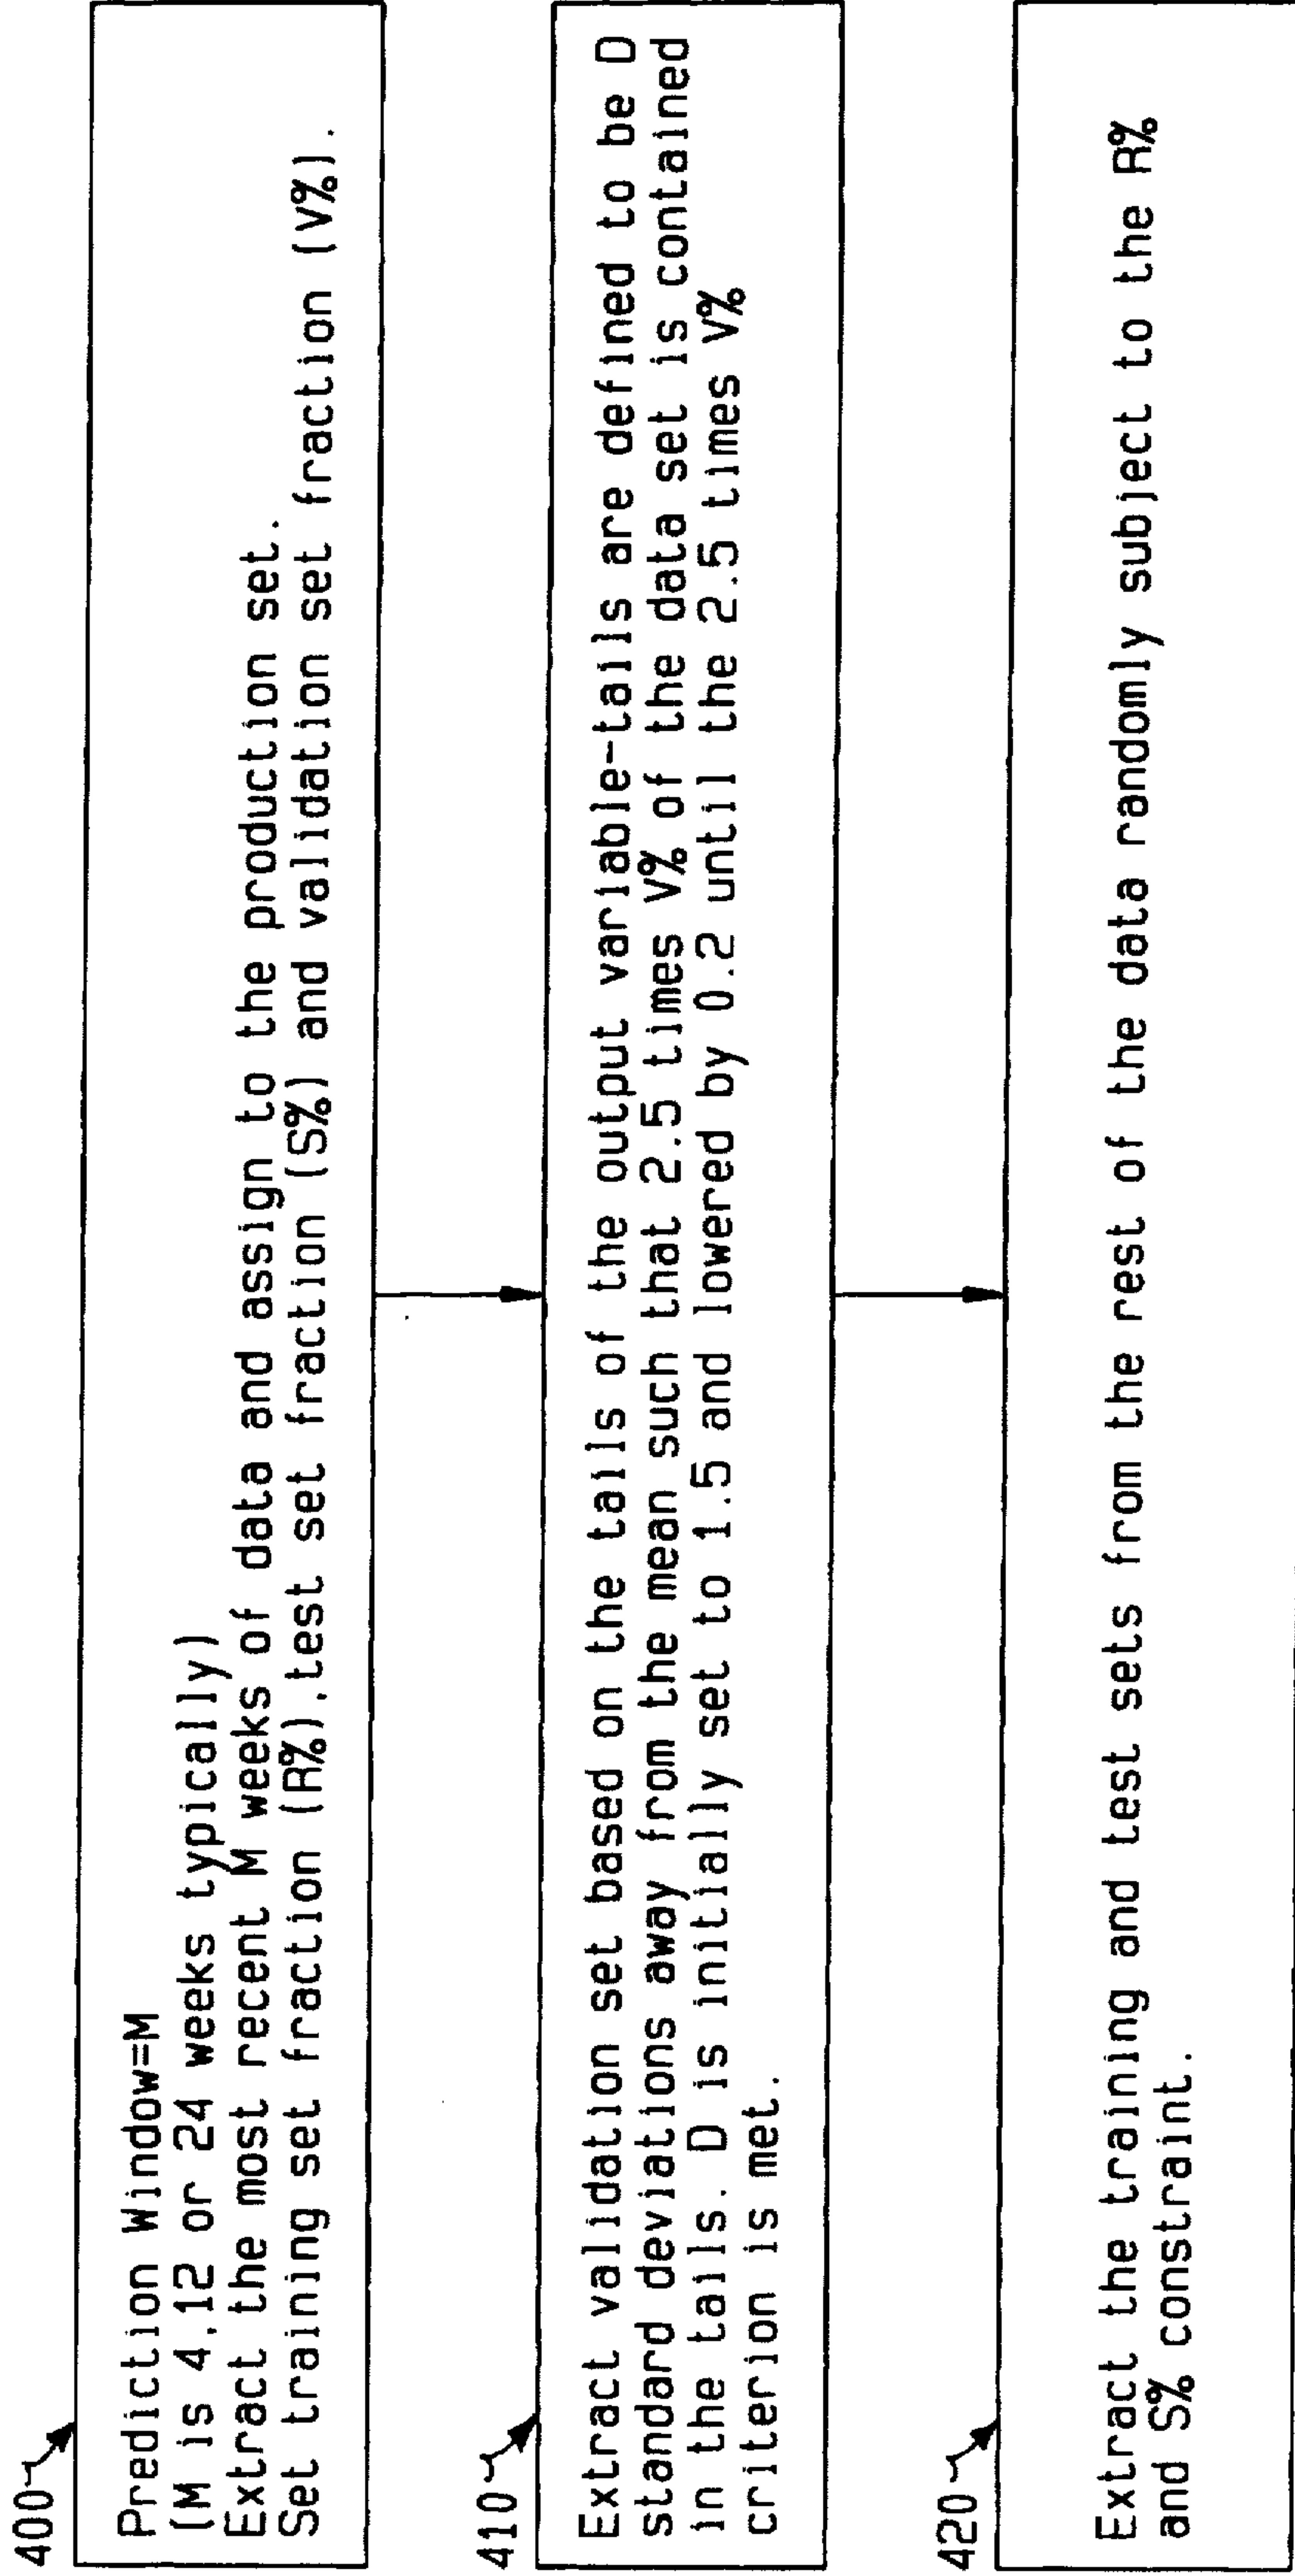 400
Prediction Window=M
(M is 4,12 or 24 weeks typically)
Extract the most recent M weeks of data and assign to the production set.
Set training set fraction (R%),test set fraction (S%) and validation set fraction (V%).
410
Extract validation set based on the tails of the output variable-tails are defined to be D
standard deviations away from the mean such that 2.5 times V% of the data set is contained
in the tails. D is initially set to 1.5 and lowered by 0.2 until the 2.5 times V%
criterion is met.
420
Extract the training and test sets from the rest of the data randomly subject to the R%
and S% constraint.